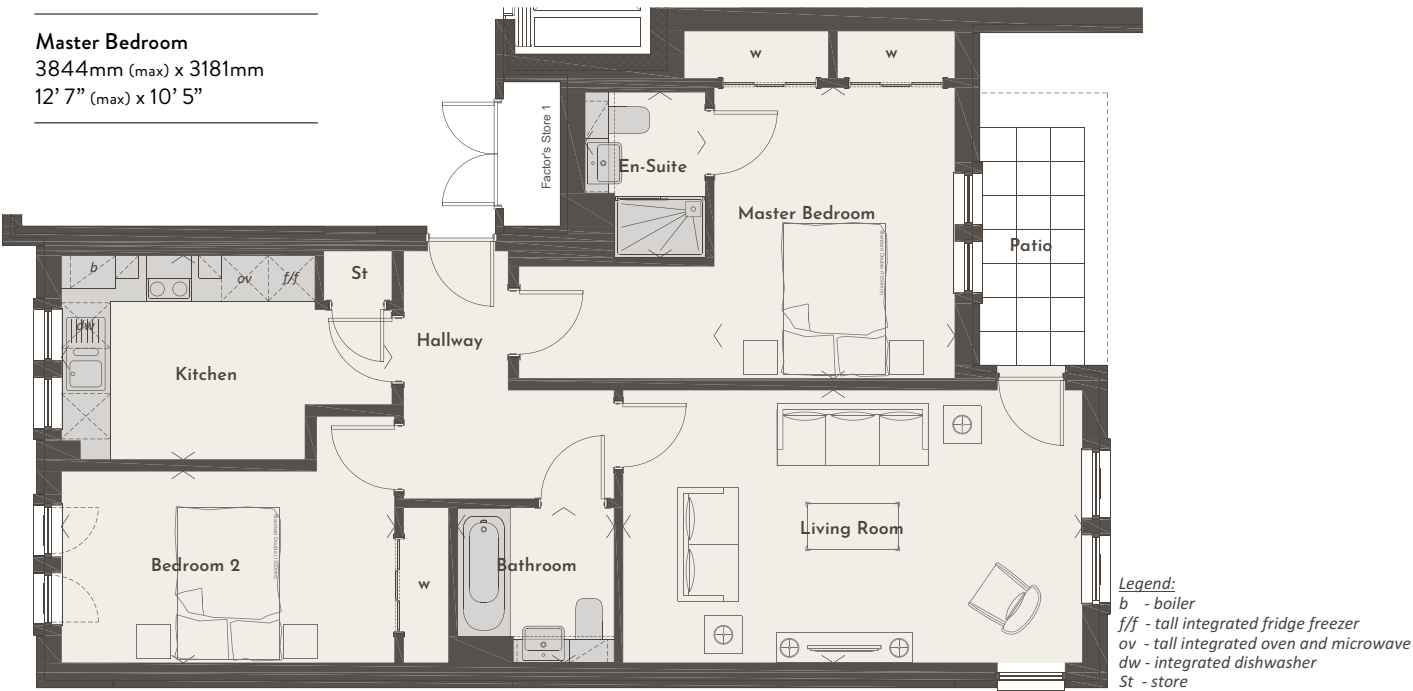 Master Bedroom
3844mm (max) x 3181mm
12’ 7” (max) x 10’ 5”
w
w
Factor's Store 1
En-Suite
Master Bedroom
Patio
b
ov
f/f
St
dw
Hallway
Kitchen
Living Room
Bedroom 2
w
Bathroom
Legend:
b - boiler
f/f - tall integrated fridge freezer
ov - tall integrated oven and microwave
dw - integrated dishwasher
St - store